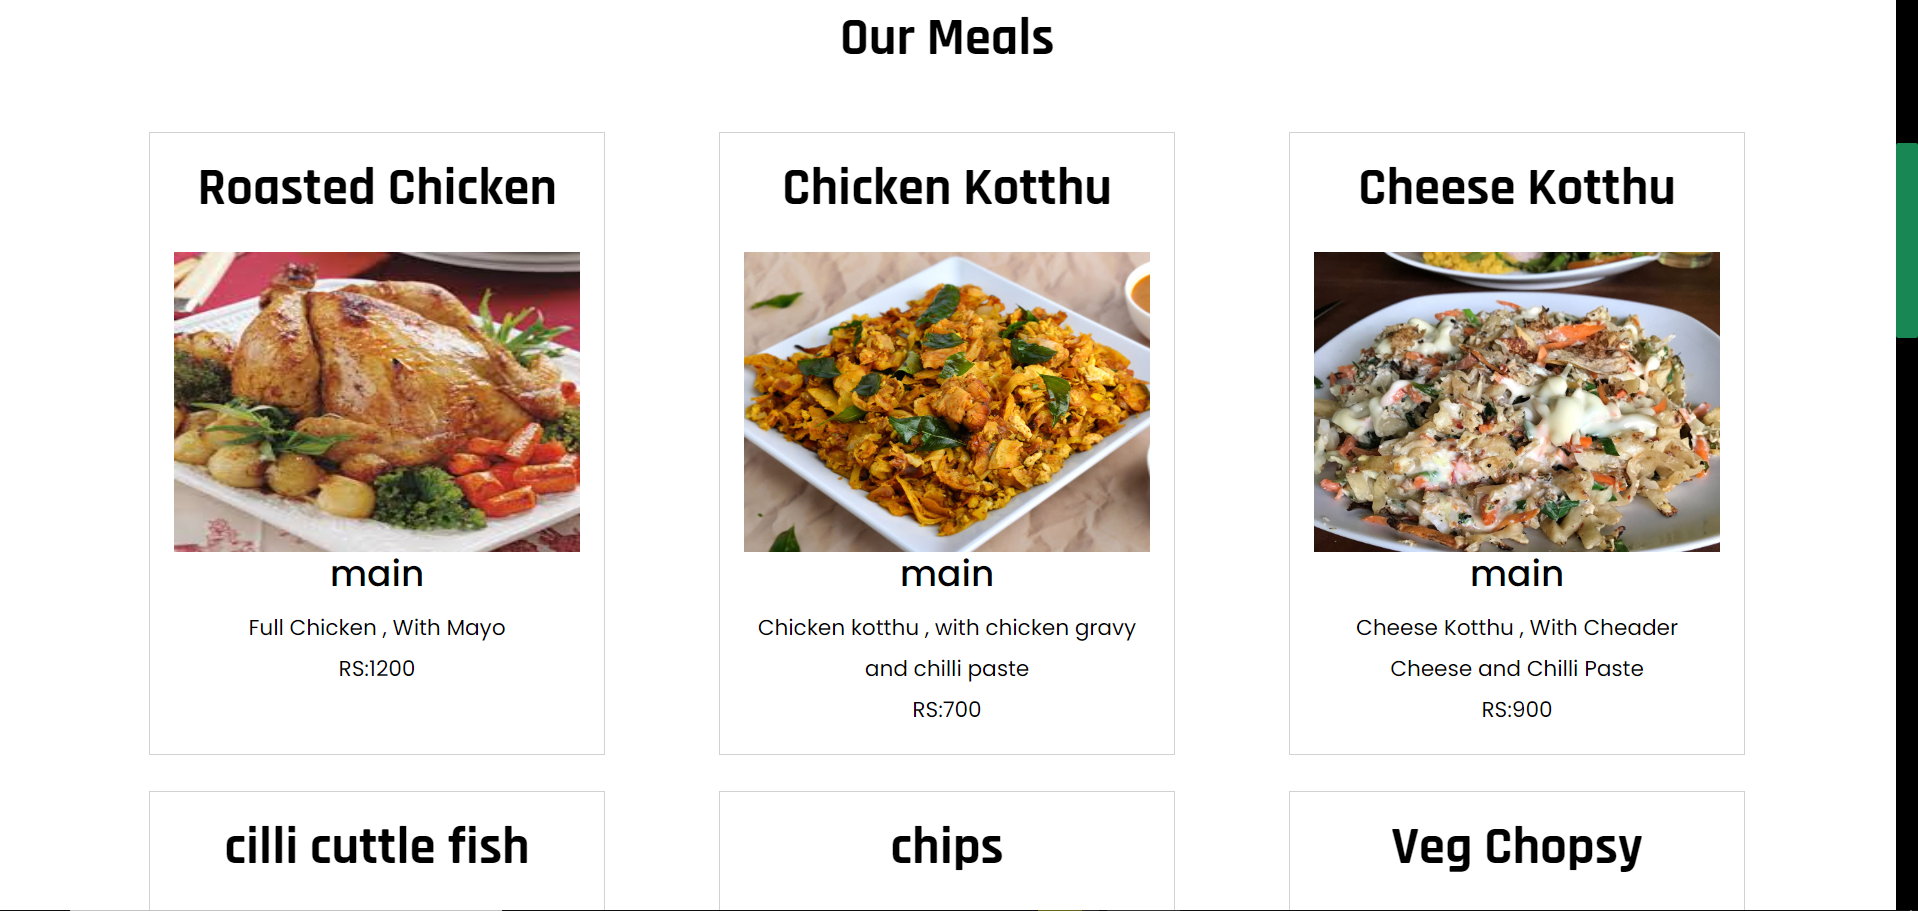 Our Meals
Roasted Chicken
Chicken Kotthu
Cheese Kotthu
main
main
main
Full Chicken , With Mayo
RS:1200
Chicken kotthu , with chicken gravy
and chilli paste
RS:700
Cheese Kotthu , With Cheader
Cheese and Chilli Paste
RS:900
cilli cuttle fish
chips
Veg Chopsy